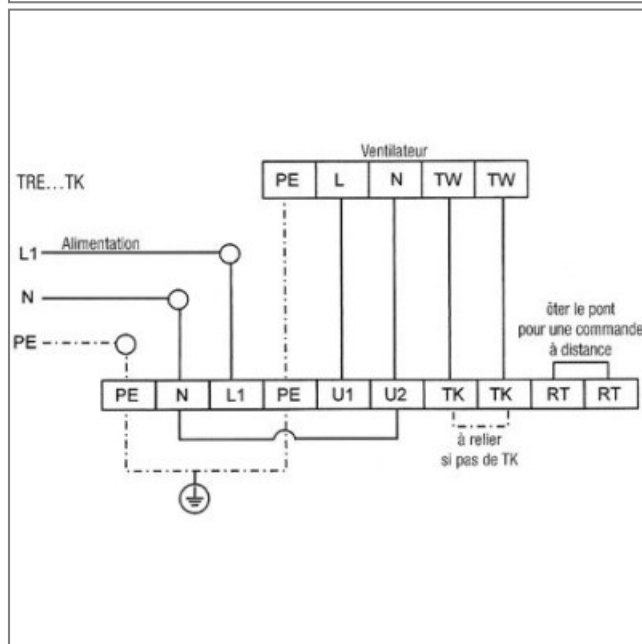 Ventilateur
TRE...TK
PE L N TW TW
Alimentation
L1
N
PE
ôter le pont
pour une commande
à distance
PE N L1 PE U1 U2 TK TK RT RT
à relier
si pas de TK